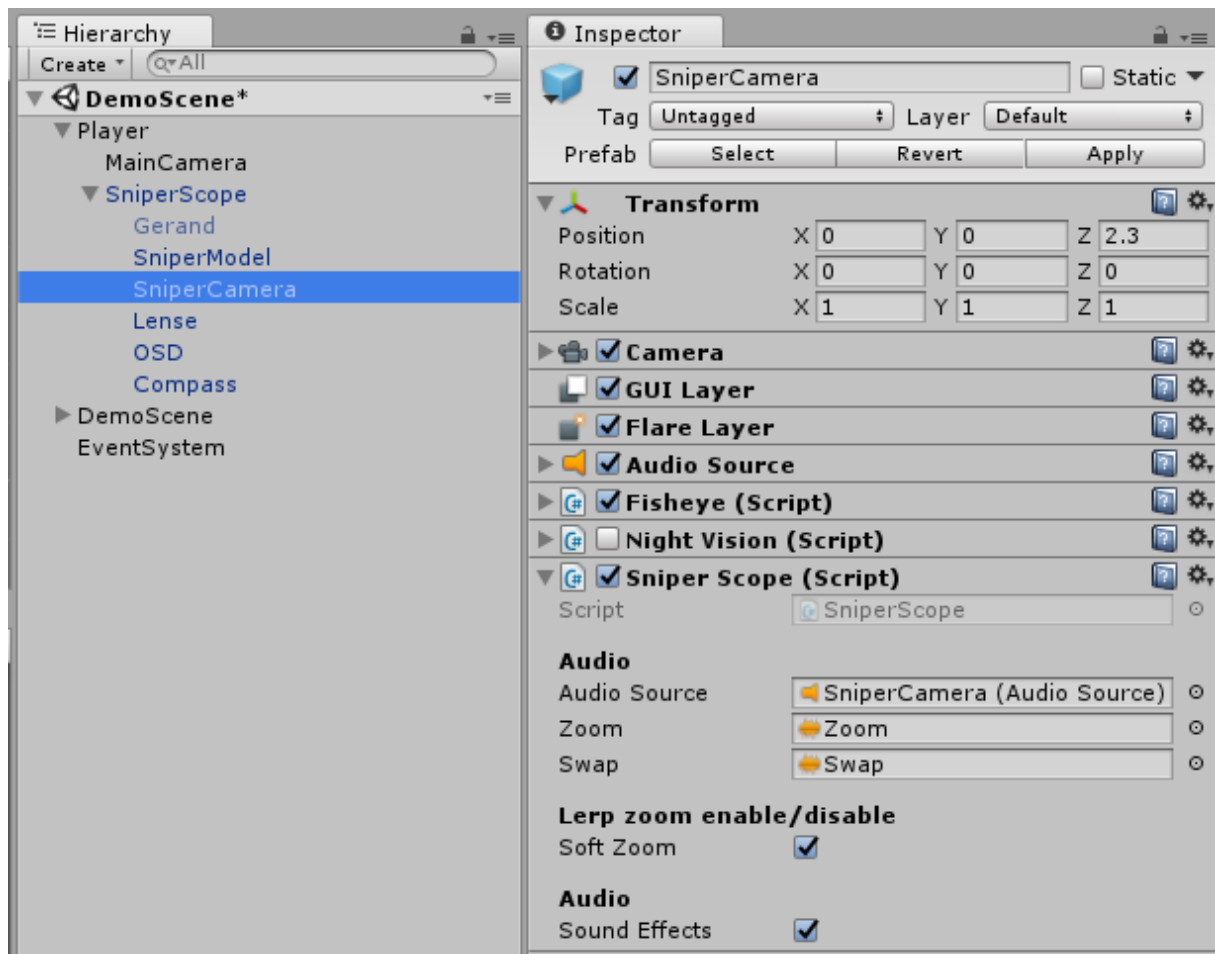 Hierarchy
Create All
DemoScene*
Player
MainCamera
SniperScope
Gerand
SniperModel
SniperCamera
Lense
OSD
Compass
DemoScene
EventSystem
Inspector
SniperCamera Static
Tag Untagged Layer Default
Prefab Select Revert Apply
Transform
Position X 0 Y 0 Z 2.3
Rotation X 0 Y 0 Z 0
Scale X 1 Y 1 Z 1
Camera
GUI Layer
Flare Layer
Audio Source
C# Fisheye (Script)
C# Night Vision (Script)
C# Sniper Scope (Script)
Script SniperScope
Audio
Audio Source SniperCamera (Audio Source)
Zoom Zoom
Swap Swap
Lerp zoom enable/disable
Soft Zoom
Audio
Sound Effects